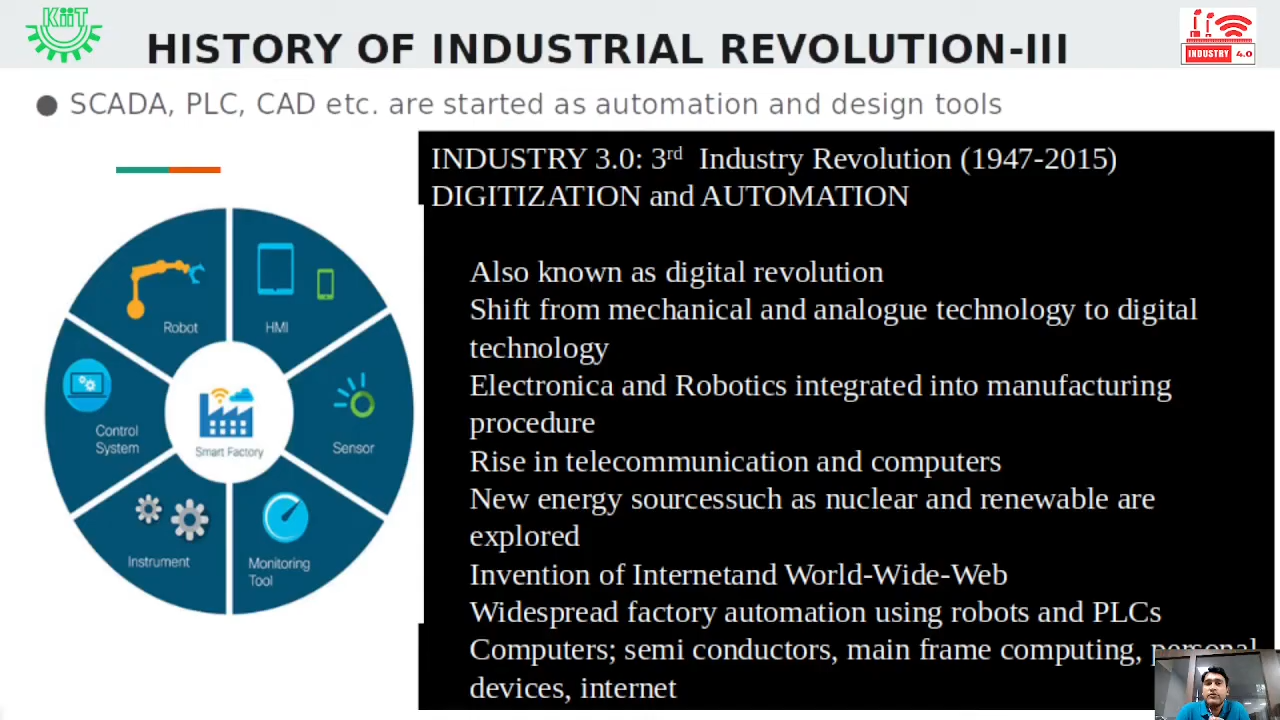 KiiT
HISTORY OF INDUSTRIAL REVOLUTION-III
INDUSTRY 4.0
● SCADA, PLC, CAD etc. are started as automation and design tools
INDUSTRY 3.0: 3rd Industry Revolution (1947-2015)
DIGITIZATION and AUTOMATION
Also known as digital revolution
Shift from mechanical and analogue technology to digital
technology
Electronica and Robotics integrated into manufacturing
procedure
Rise in telecommunication and computers
New energy sourcessuch as nuclear and renewable are
explored
Invention of Internetand World-Wide-Web
Widespread factory automation using robots and PLCs
Computers; semi conductors, main frame computing, personal
devices, internet
Robot
HMI
Control
System
Smart Factory
Sensor
Instrument
Monitoring
Tool